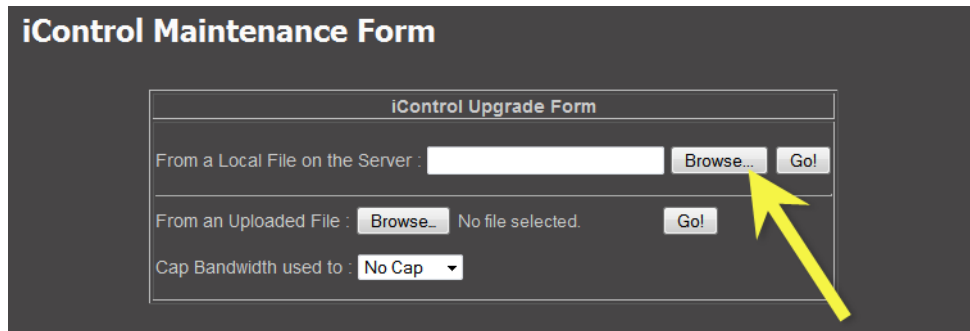 iControl Maintenance Form
iControl Upgrade Form
From a Local File on the Server : Browse... Go!
From an Uploaded File : Browse... No file selected. Go!
Cap Bandwidth used to : No Cap